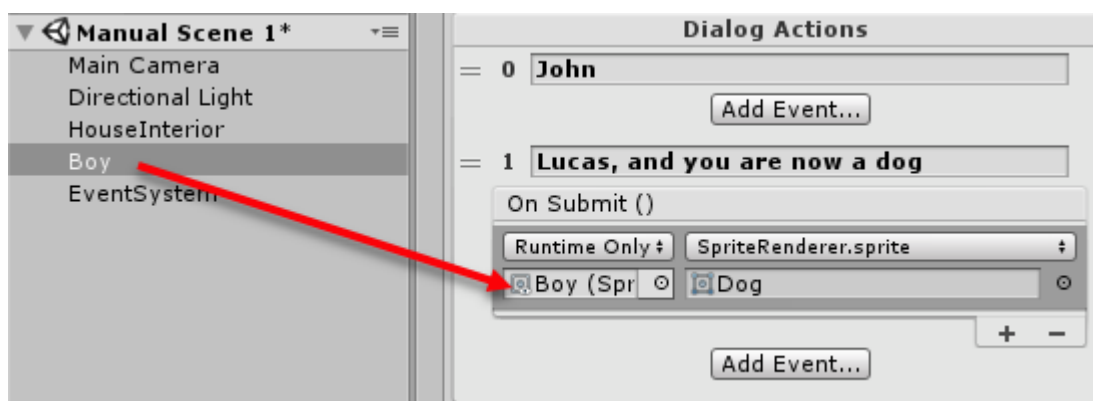 Manual Scene 1*
Main Camera
Directional Light
HouseInterior
Boy
EventSystem
Dialog Actions
0 John
Add Event...
1 Lucas, and you are now a dog
On Submit ()
Runtime Only SpriteRenderer.sprite
Boy (Spr Dog
+ −
Add Event...